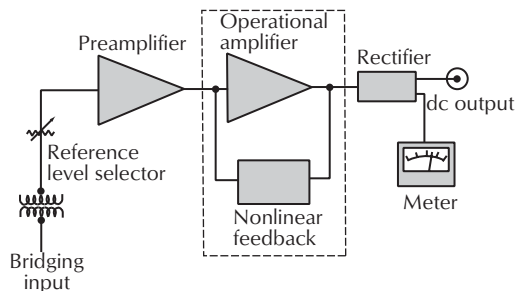 Operational
amplifier
Preamplifier
Rectifier
dc output
Reference
level selector
Meter
Nonlinear
feedback
Bridging
input